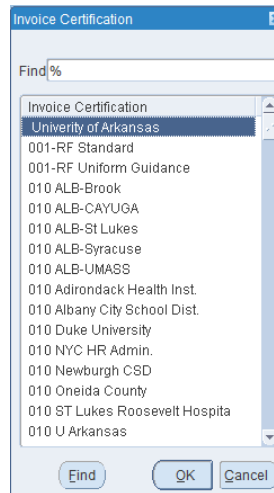 Invoice Certification
Find %
Invoice Certification
Univerity of Arkansas
001-RF Standard
001-RF Uniform Guidance
010 ALB-Brook
010 ALB-CAYUGA
010 ALB-St Lukes
010 ALB-Syracuse
010 ALB-UMASS
010 Adirondack Health Inst.
010 Albany City School Dist.
010 Duke University
010 NYC HR Admin.
010 Newburgh CSD
010 Oneida County
010 ST Lukes Roosevelt Hospita
010 U Arkansas
Find OK Cancel